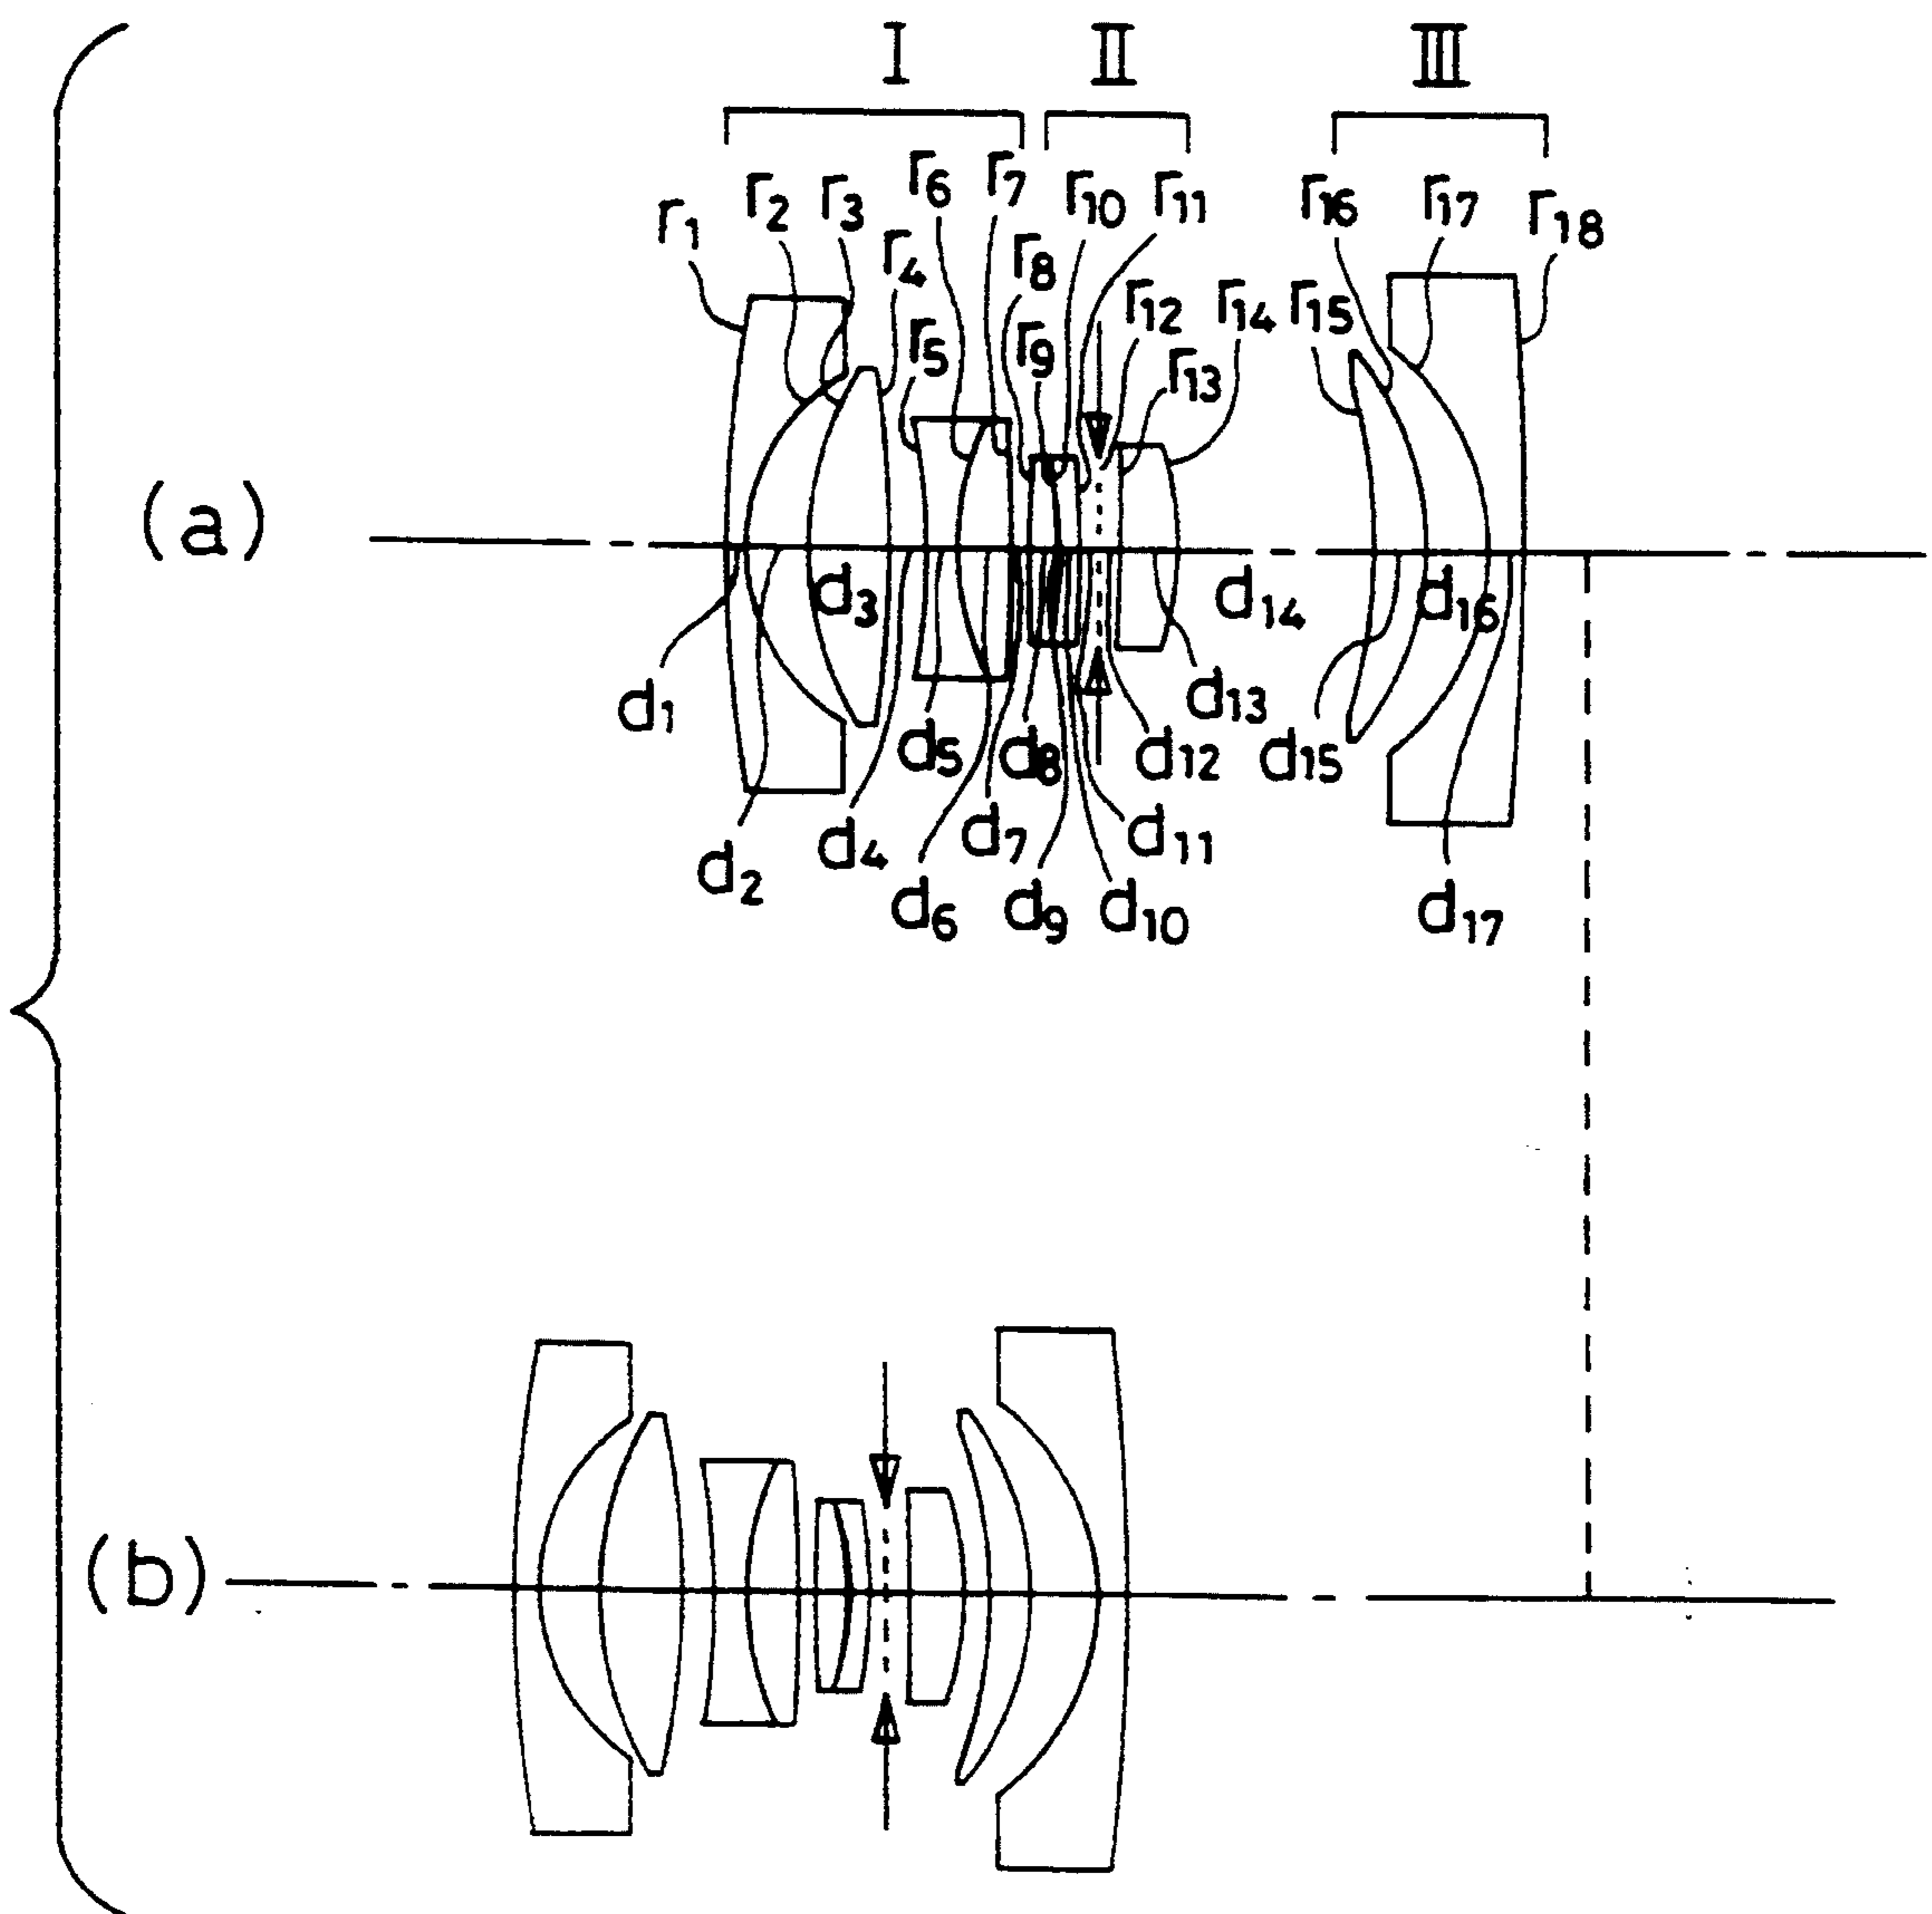 I II III
r6 r7
r2 r3 r10 r11 r16 r17
r1 r18
r4 r8
r12 r14 r15
r5 r9
r13
(a)
d3 d14 d16
d1 d13
d5 d8 d12 d15
d4 d7 d11
d2
d6 d9 d10 d17
(b)